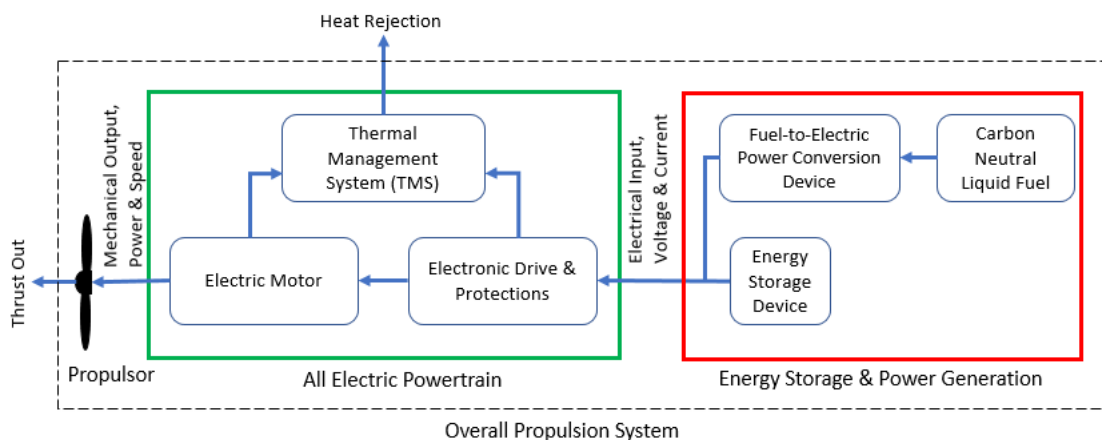 Heat Rejection
Thermal
Management
System (TMS)
Electric Motor
Electronic Drive &
Protections
Mechanical Output,
Power & Speed
Thrust Out
Propulsor
All Electric Powertrain
Electrical Input,
Voltage & Current
Fuel-to-Electric
Power Conversion
Device
Carbon
Neutral
Liquid Fuel
Energy
Storage
Device
Energy Storage & Power Generation
Overall Propulsion System